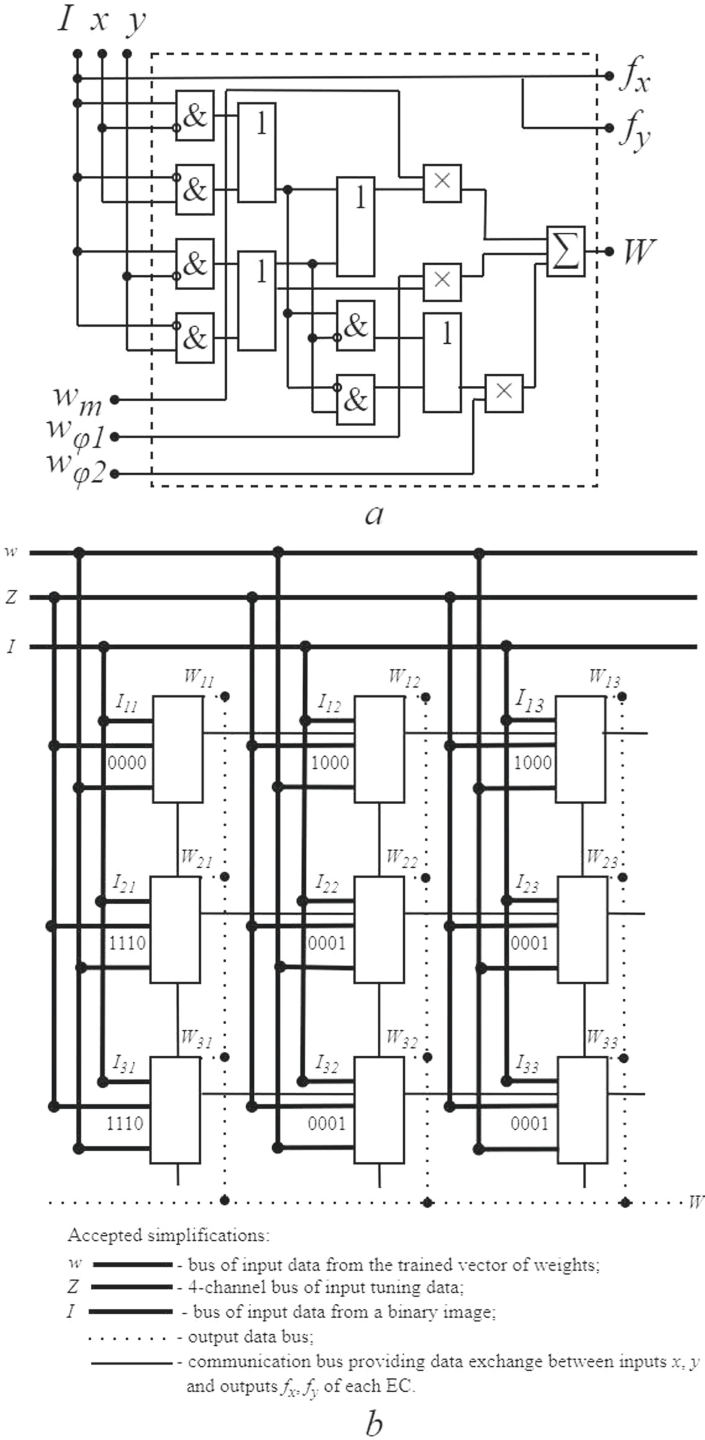 I x y
f_x
& 1
f_y
& 1 ×
& 1 × Σ W
& 1
&
w_m
& ×
w_φ1
w_φ2
a
w
Z
I
W_11 W_12 W_13
I_11 I_12 I_13
0000 1000 1000
W_21 W_22 W_23
I_21 I_22 I_23
1110 0001 0001
W_31 W_32 W_33
I_31 I_32 I_33
1110 0001 0001
W
Accepted simplifications:
w - bus of input data from the trained vector of weights;
Z - 4-channel bus of input tuning data;
I - bus of input data from a binary image;
- output data bus;
- communication bus providing data exchange between inputs x, y
and outputs f_x, f_y of each EC.
b